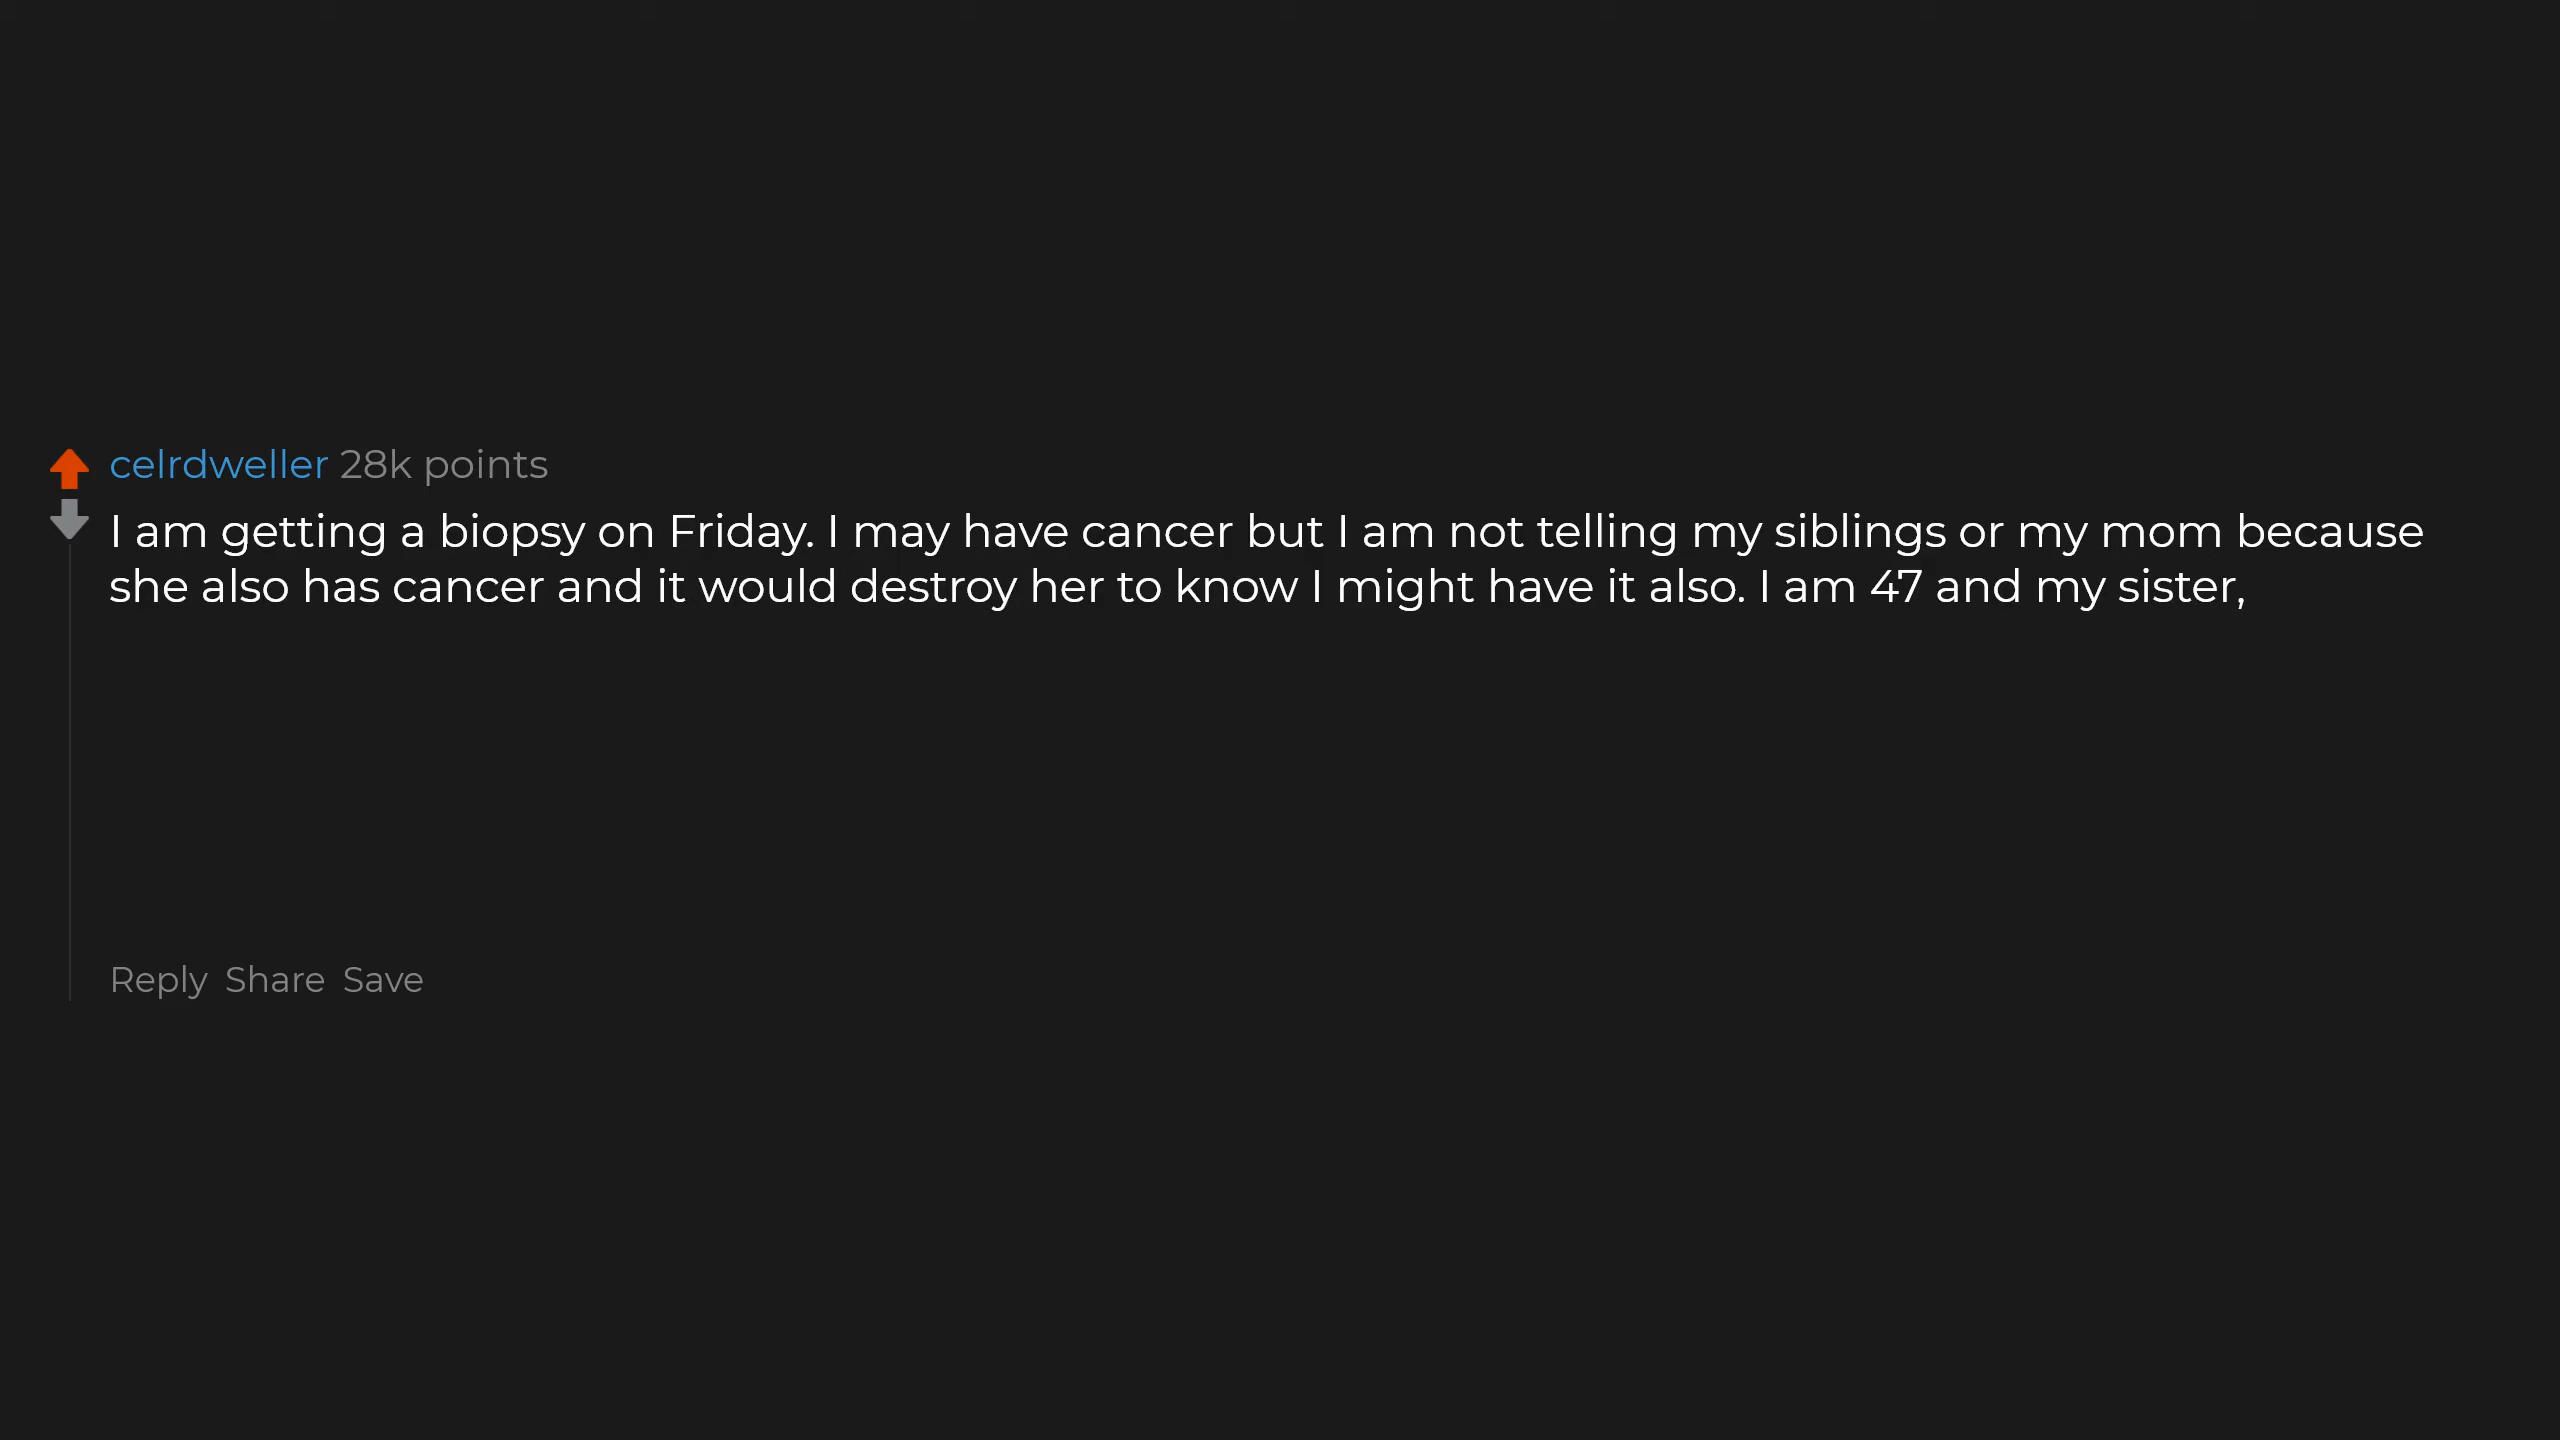 celrdweller 28k points
I am getting a biopsy on Friday. I may have cancer but I am not telling my siblings or my mom because
she also has cancer and it would destroy her to know I might have it also. I am 47 and my sister,
Reply Share Save